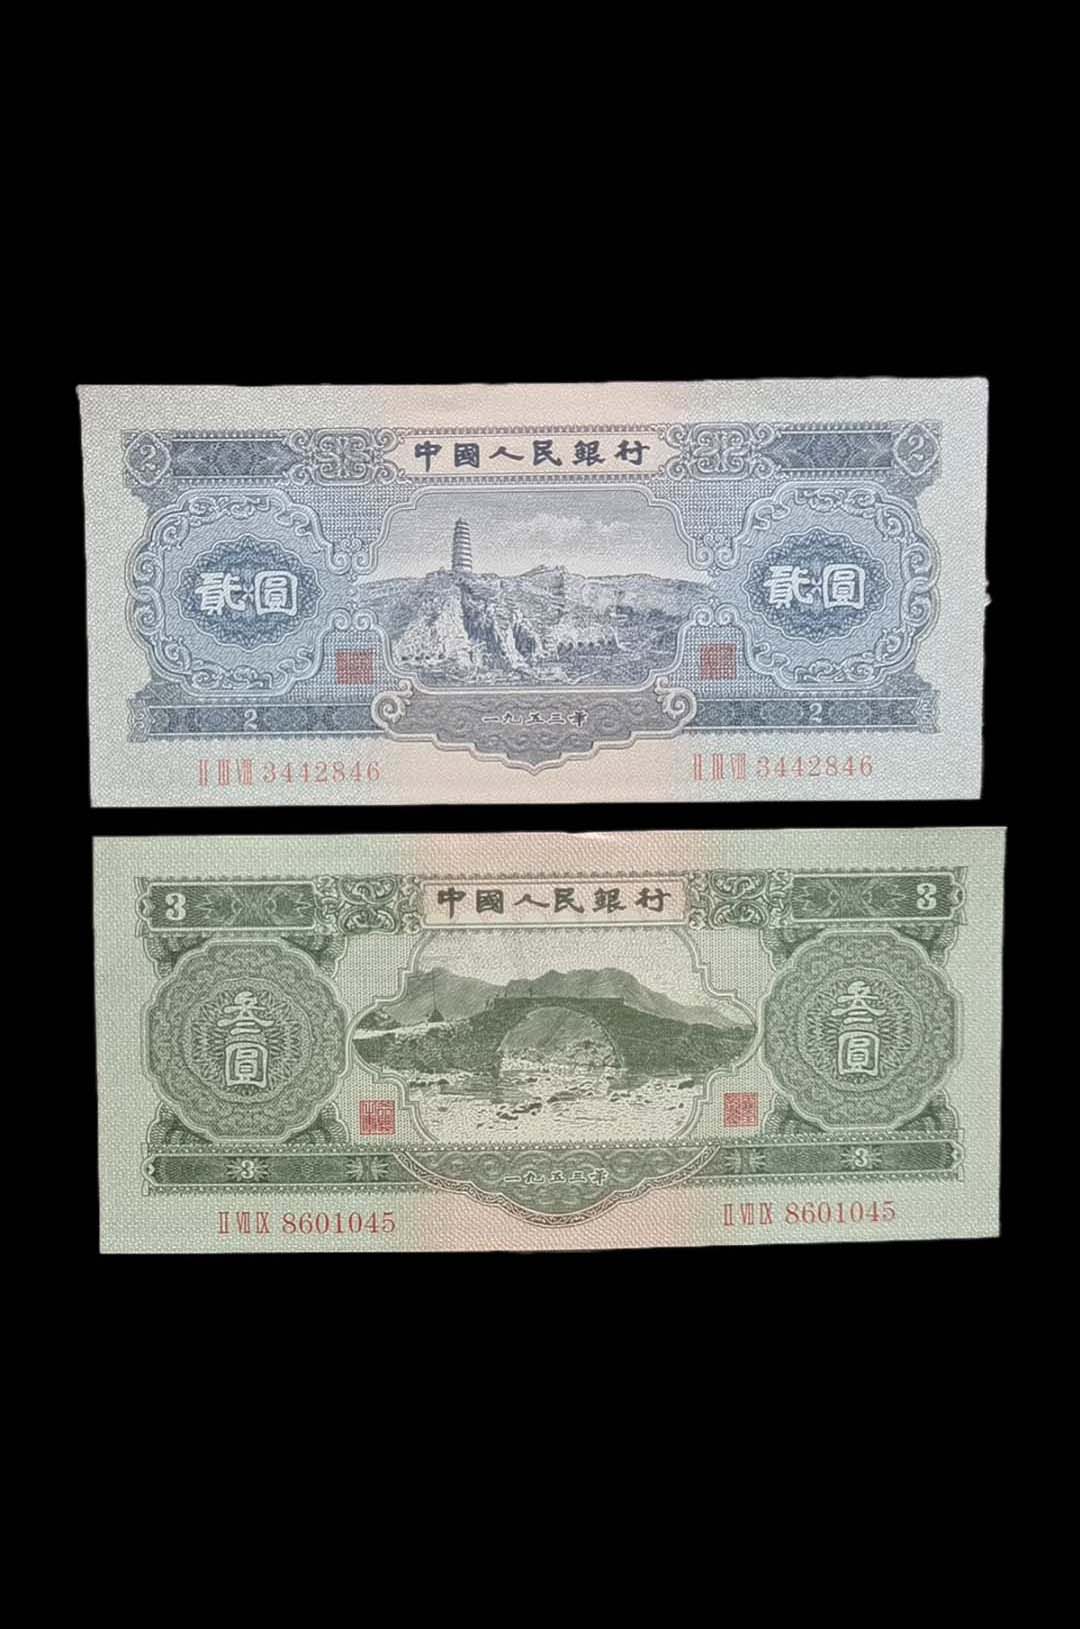 中國人民銀行
2 2
貳圓 貳圓
2 一九五三年 2
II III VIII 3442846 II III VIII 3442846
中國人民銀行
3 3
叁圓 叁圓
3 一九五三年 3
II VII IX 8601045 II VII IX 8601045